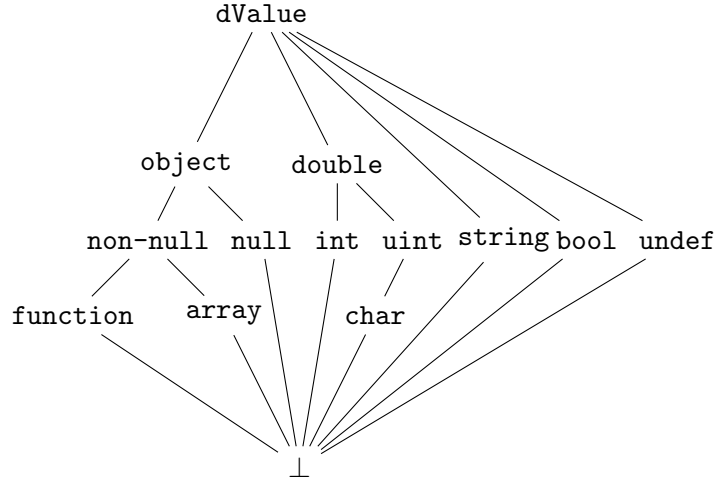 dValue
object double
non-null null int uint string bool undef
function array char
⊥